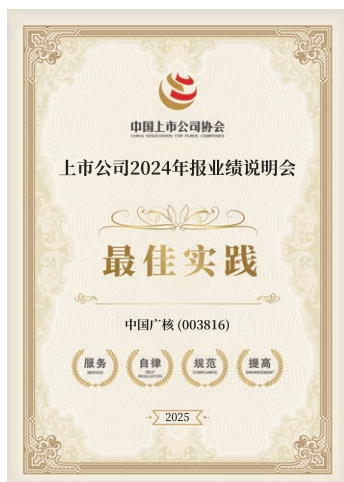 中国上市公司协会
CHINA ASSOCIATION FOR PUBLIC COMPANIES
上市公司2024年报业绩说明会
最佳实践
中国广核 (003816)
服务 自律 规范 提高
SERVICE SELF REGULATION COMPLIANCE ENHANCEMENT
2025